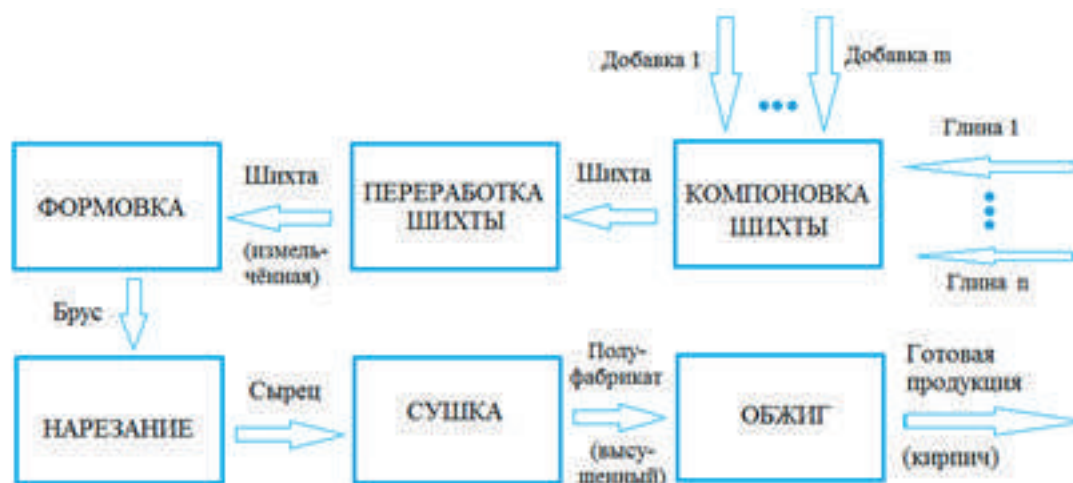 Добавка 1
Добавка m
Глина 1
Глина n
КОМПОНОВКА
ШИХТЫ
Шихта
ПЕРЕРАБОТКА
ШИХТЫ
Шихта
(измель-
чённая)
ФОРМОВКА
Брус
НАРЕЗАНИЕ
Сырец
СУШКА
Полу-
фабрикат
(высу-
шенный)
ОБЖИГ
Готовая
продукция
(кирпич)